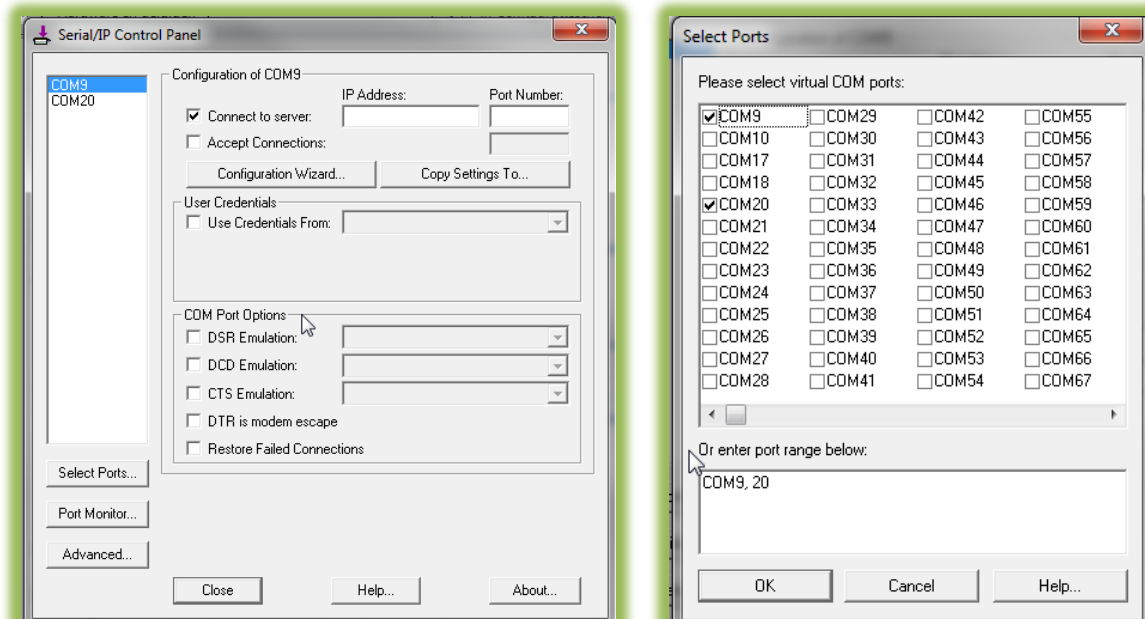 Serial/IP Control Panel
COM9
COM20
Configuration of COM9
IP Address: Port Number:
Connect to server:
Accept Connections:
Configuration Wizard... Copy Settings To...
User Credentials
Use Credentials From:
COM Port Options
DSR Emulation:
DCD Emulation:
CTS Emulation:
DTR is modem escape
Restore Failed Connections
Select Ports...
Port Monitor...
Advanced...
Close Help... About...
Select Ports
Please select virtual COM ports:
COM9 COM29 COM42 COM55
COM10 COM30 COM43 COM56
COM17 COM31 COM44 COM57
COM18 COM32 COM45 COM58
COM20 COM33 COM46 COM59
COM21 COM34 COM47 COM60
COM22 COM35 COM48 COM61
COM23 COM36 COM49 COM62
COM24 COM37 COM50 COM63
COM25 COM38 COM51 COM64
COM26 COM39 COM52 COM65
COM27 COM40 COM53 COM66
COM28 COM41 COM54 COM67
Or enter port range below:
COM9, 20
OK Cancel Help...